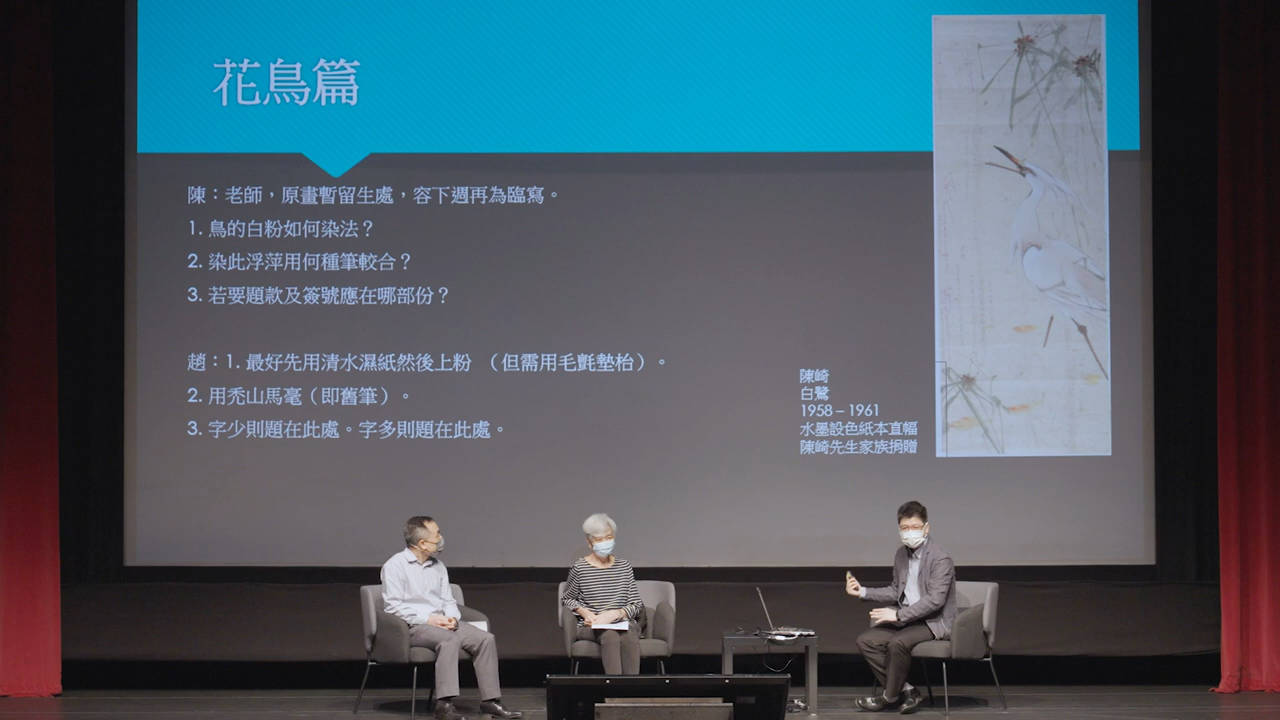 花鳥篇
陳：老師，原畫暫留生處，容下週再為臨寫。
1. 鳥的白粉如何染法？
2. 染此浮萍用何種筆較合？
3. 若要題款及簽號應在哪部份？
趙：1. 最好先用清水濕紙然後上粉 （但需用毛氈墊枱）。
2. 用禿山馬毫（即舊筆）。
3. 字少則題在此處。字多則題在此處。
陳崎
白鷺
1958 – 1961
水墨設色紙本直幅
陳崎先生家族捐贈